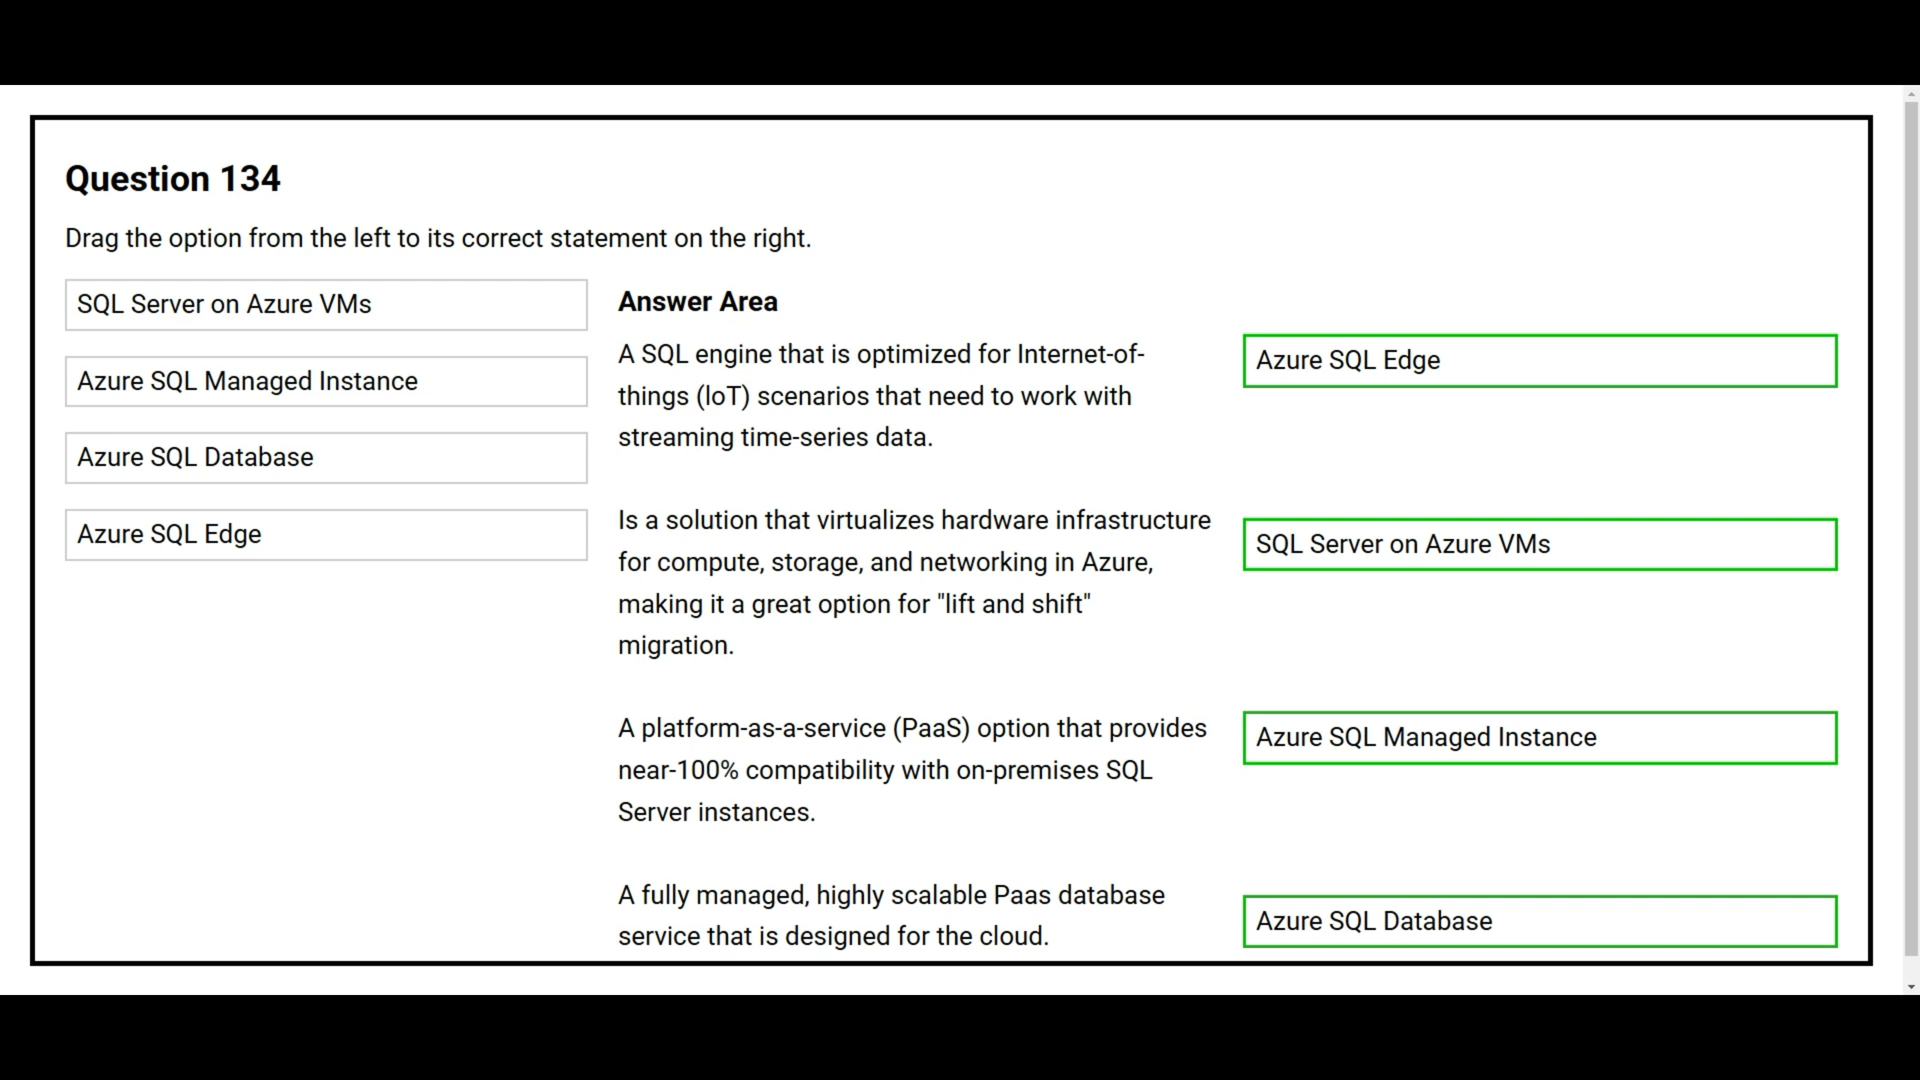 Question 134
Drag the option from the left to its correct statement on the right.
SQL Server on Azure VMs
Azure SQL Managed Instance
Azure SQL Database
Azure SQL Edge
Answer Area
A SQL engine that is optimized for Internet-of-
things (IoT) scenarios that need to work with
streaming time-series data.
Azure SQL Edge
Is a solution that virtualizes hardware infrastructure
for compute, storage, and networking in Azure,
making it a great option for "lift and shift"
migration.
SQL Server on Azure VMs
A platform-as-a-service (PaaS) option that provides
near-100% compatibility with on-premises SQL
Server instances.
Azure SQL Managed Instance
A fully managed, highly scalable Paas database
service that is designed for the cloud.
Azure SQL Database